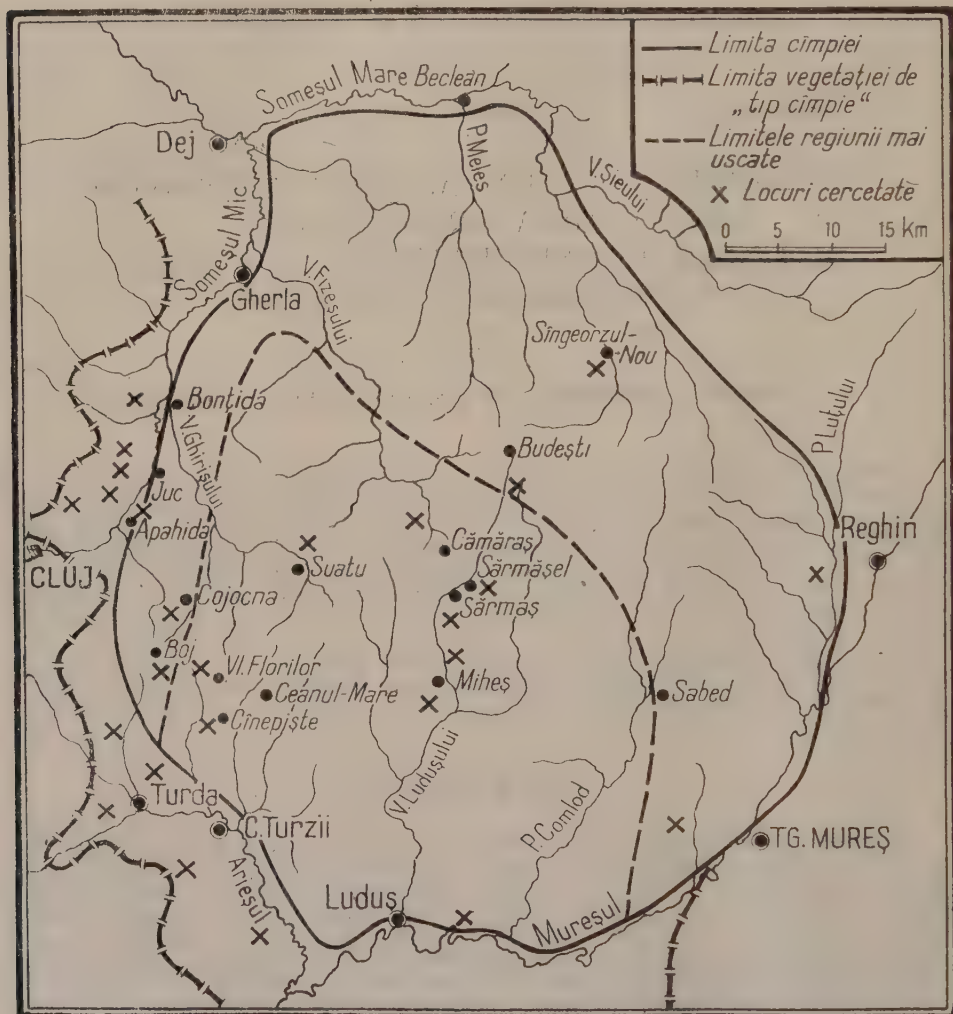 Limita cîmpiei
Limita vegetației de
„tip cîmpie“
Limitele regiunii mai
uscate
Locuri cercetate
0 5 10 15 Km
Someșul Mare
Beclean
Dej
P. Meleș
V. Șieului
Someșul Mic
Gherla
V. Fizeșului
Sîngeorzul-
Nou
P. Luțului
Bonțida
V. Ghirișului
Budești
Juc
Apahida
Reghin
Cămăraș
CLUJ
Suatu
Sărmășel
Cojocna
Sărmaș
Boj
Vl. Florilor
Miheș
Ceanul-Mare
Sabed
Cînepiște
V. Ludușului
Turda
P. Comlod
C. Turzii
TG. MUREȘ
Arieșul
Luduș
Mureșul